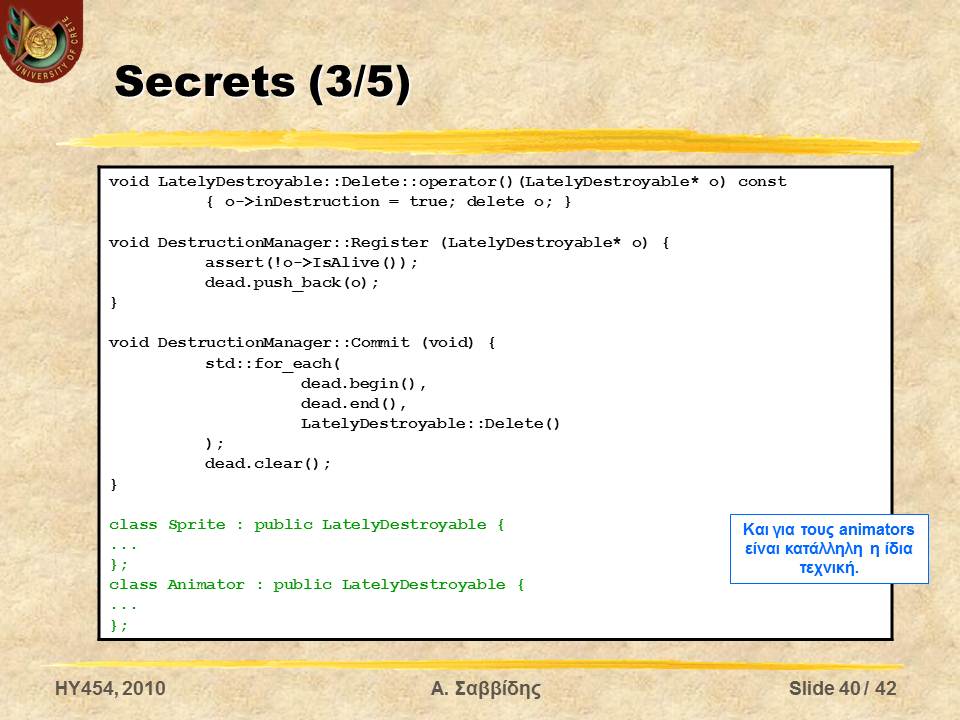 UNIVERSITY OF CRETE
Secrets (3/5)
void LatelyDestroyable::Delete::operator()(LatelyDestroyable* o) const
{ o->inDestruction = true; delete o; }
void DestructionManager::Register (LatelyDestroyable* o) {
assert(!o->IsAlive());
dead.push_back(o);
}
void DestructionManager::Commit (void) {
std::for_each(
dead.begin(),
dead.end(),
LatelyDestroyable::Delete()
);
dead.clear();
}
class Sprite : public LatelyDestroyable {
...
};
class Animator : public LatelyDestroyable {
...
};
Και για τους animators
είναι κατάλληλη η ίδια
τεχνική.
HY454, 2010
Α. Σαββίδης
Slide 40 / 42